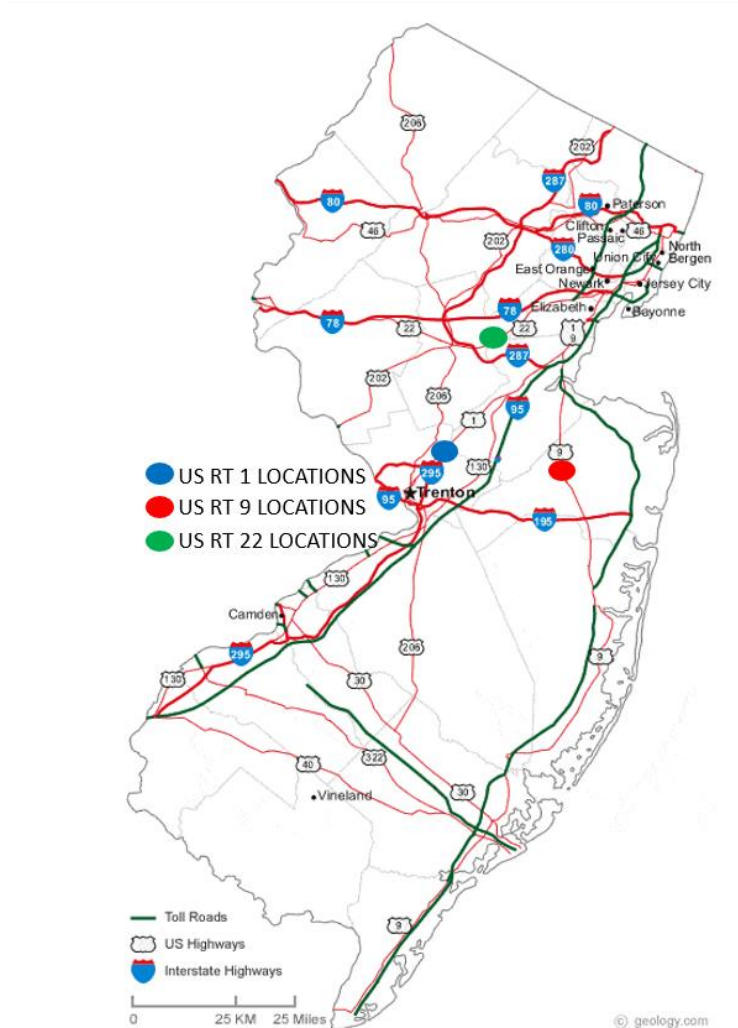 206
202
287
80
80
Paterson
Clifton
46
46
Passaic
202
280
North
Union City
Bergen
East Orange
Newark
Jersey City
78
Elizabeth
Bayonne
78
22
22
1
9
287
202
206
95
1
9
US RT 1 LOCATIONS
295
130
95
Trenton
US RT 9 LOCATIONS
195
US RT 22 LOCATIONS
130
Camden
206
295
9
130
30
322
40
30
Vineland
Toll Roads
9
US Highways
Interstate Highways
0 25 KM 25 Miles
© geology.com